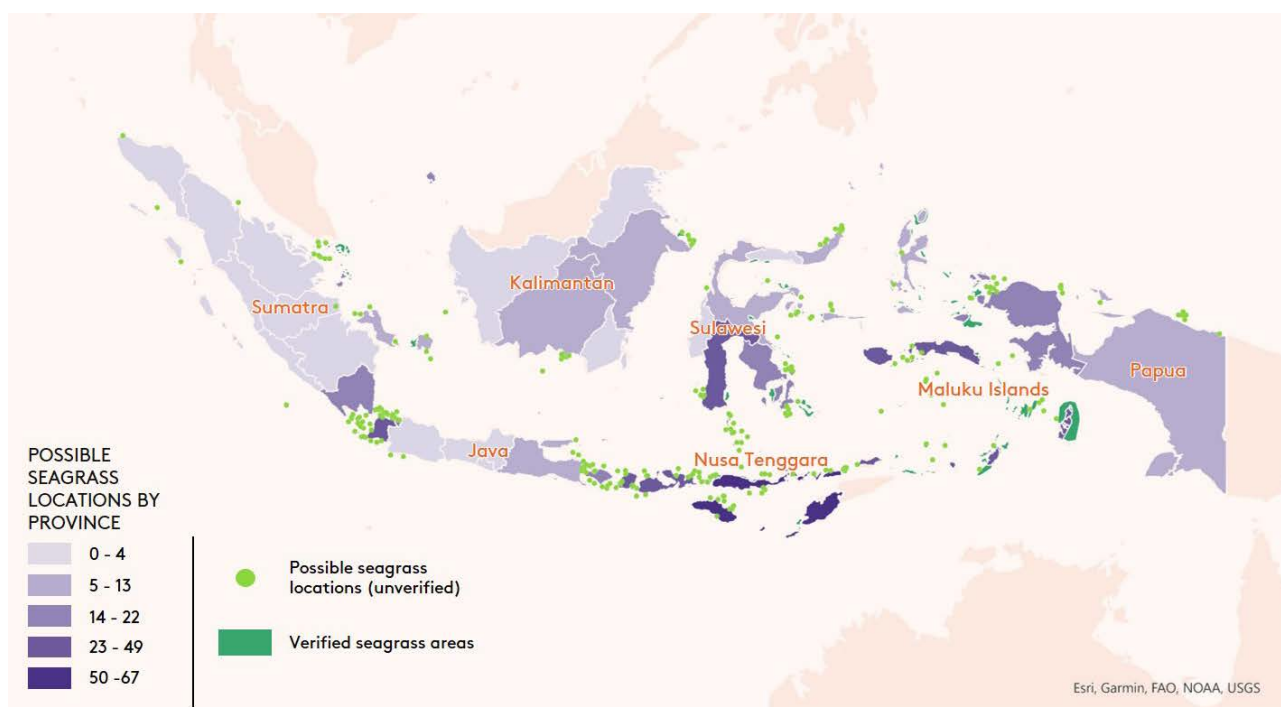 Kalimantan
Sumatra
Sulawesi
Papua
Maluku Islands
Java
Nusa Tenggara
POSSIBLE
SEAGRASS
LOCATIONS BY
PROVINCE
0 - 4
5 - 13
14 - 22
23 - 49
50 -67
Possible seagrass
locations (unverified)
Verified seagrass areas
Esri, Garmin, FAO, NOAA, USGS